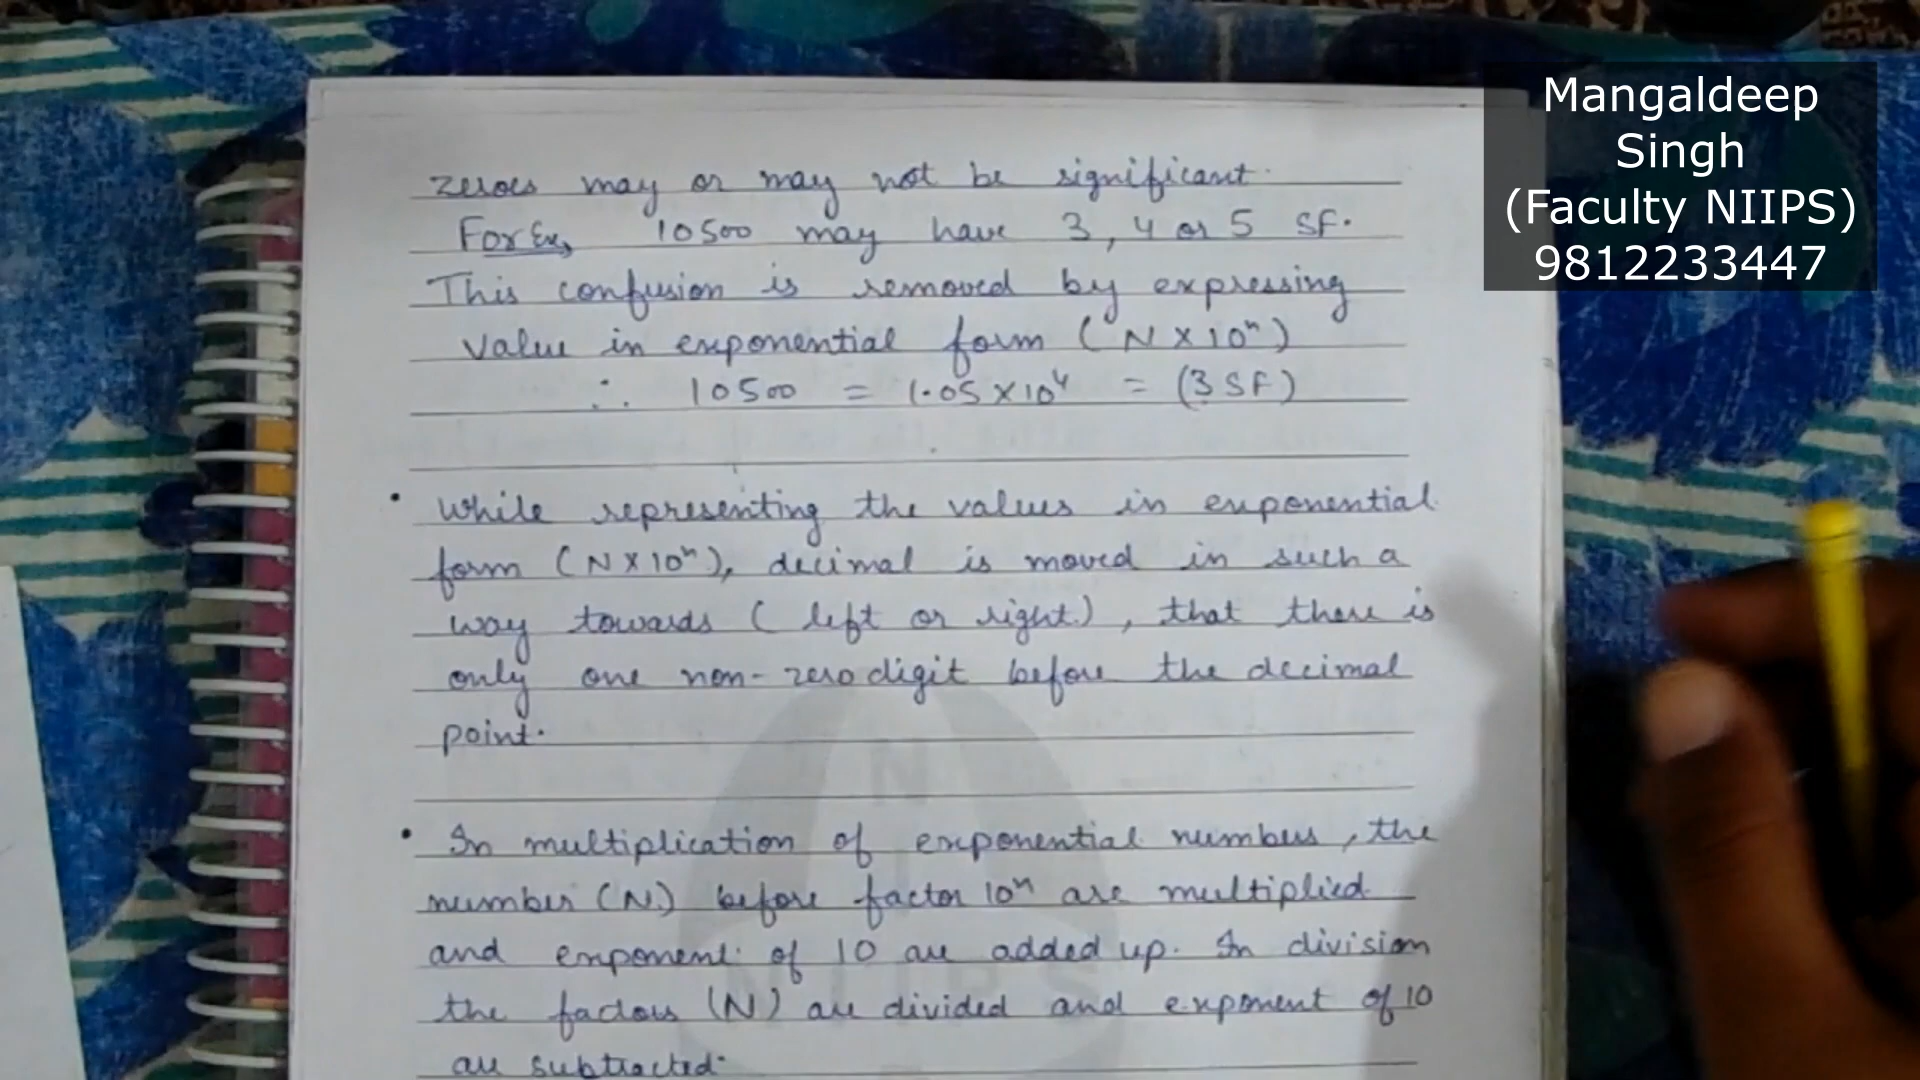 zeroes may or may not be significant.
For Ex, 10500 may have 3, 4 or 5 SF.
This confusion is removed by expressing
value in exponential form (N×10ⁿ)
∴ 10500 = 1.05×10⁴ = (3 SF)
• While representing the values in exponential
form (N×10ⁿ), decimal is moved in such a
way towards (left or right), that there is
only one non-zero digit before the decimal
point.
• In multiplication of exponential numbers, the
number (N) before factor 10ⁿ are multiplied
and exponent of 10 are added up. In division
the factors (N) are divided and exponent of 10
are subtracted.
Mangaldeep
Singh
(Faculty NIIPS)
9812233447
N
I
NIIPS